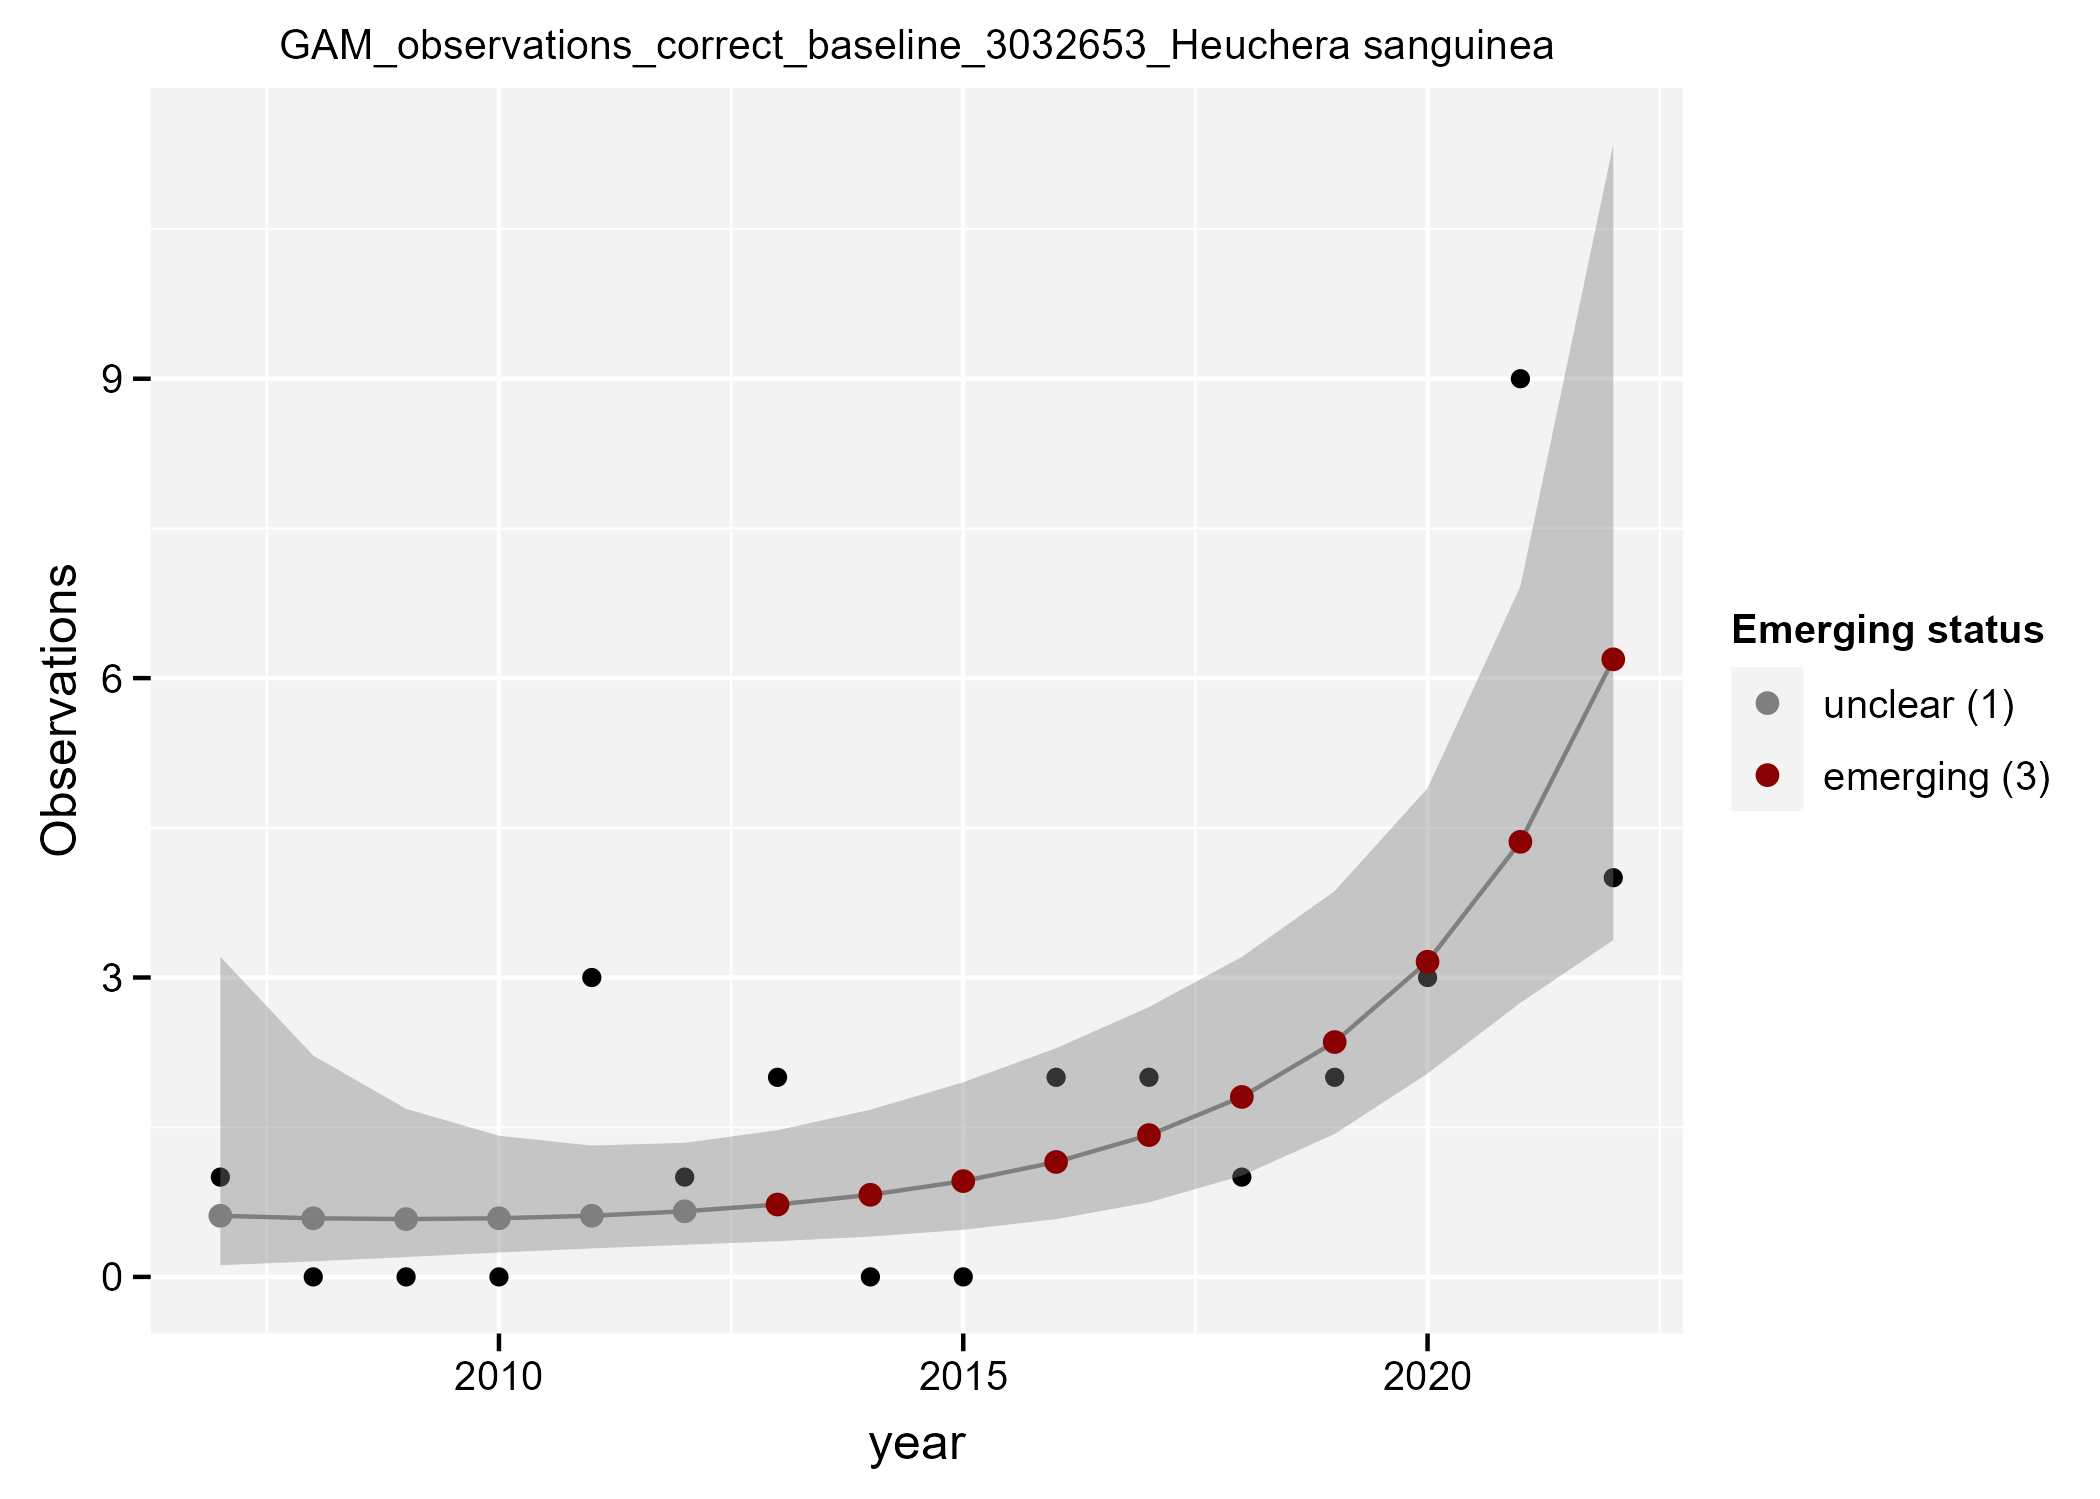 GAM_observations_correct_baseline_3032653_Heuchera sanguinea
Observations
9
6
3
0
2010
2015
2020
year
Emerging status
unclear (1)
emerging (3)